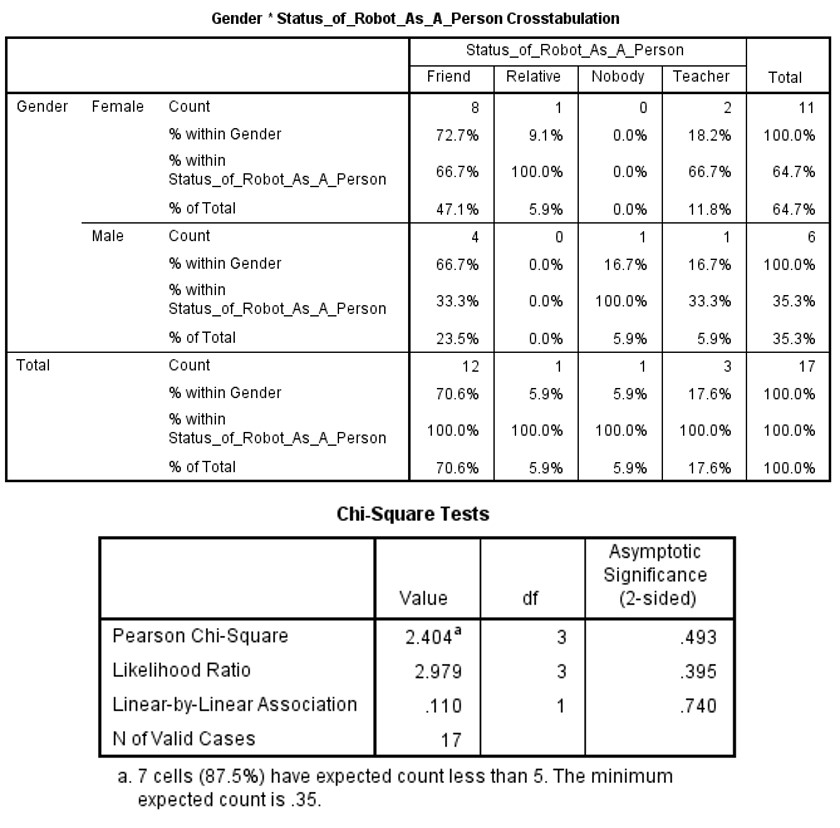 Gender * Status_of_Robot_As_A_Person Crosstabulation
Status_of_Robot_As_A_Person
Friend Relative Nobody Teacher Total
Gender Female Count 8 1 0 2 11
% within Gender 72.7% 9.1% 0.0% 18.2% 100.0%
% within
Status_of_Robot_As_A_Person 66.7% 100.0% 0.0% 66.7% 64.7%
% of Total 47.1% 5.9% 0.0% 11.8% 64.7%
Male Count 4 0 1 1 6
% within Gender 66.7% 0.0% 16.7% 16.7% 100.0%
% within
Status_of_Robot_As_A_Person 33.3% 0.0% 100.0% 33.3% 35.3%
% of Total 23.5% 0.0% 5.9% 5.9% 35.3%
Total Count 12 1 1 3 17
% within Gender 70.6% 5.9% 5.9% 17.6% 100.0%
% within
Status_of_Robot_As_A_Person 100.0% 100.0% 100.0% 100.0% 100.0%
% of Total 70.6% 5.9% 5.9% 17.6% 100.0%
Chi-Square Tests
Value df Asymptotic
Significance
(2-sided)
Pearson Chi-Square 2.404a 3 .493
Likelihood Ratio 2.979 3 .395
Linear-by-Linear Association .110 1 .740
N of Valid Cases 17
a. 7 cells (87.5%) have expected count less than 5. The minimum
expected count is .35.